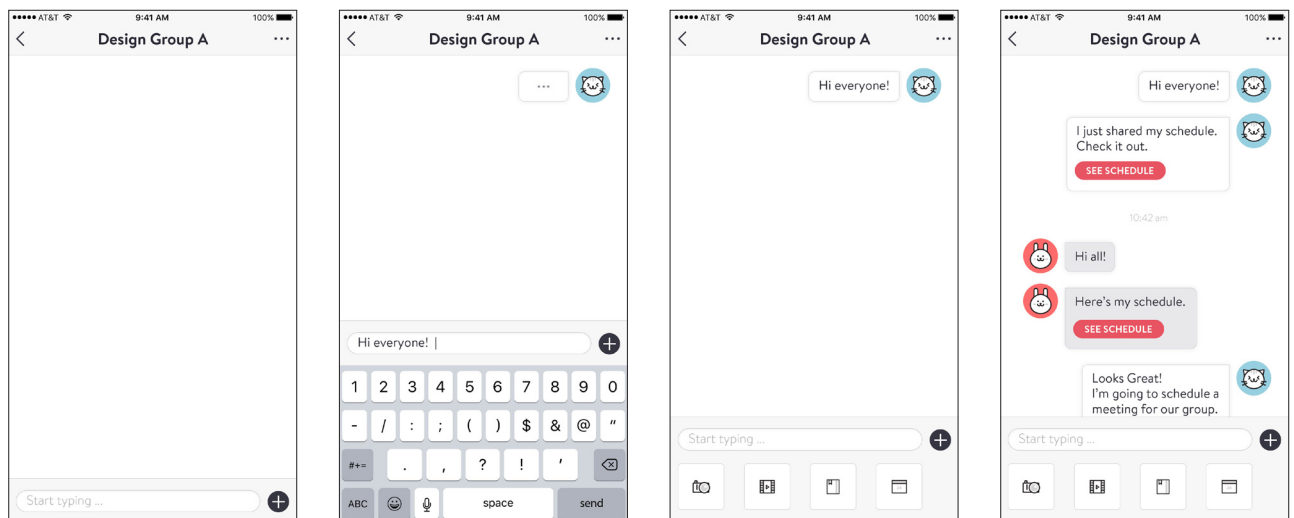 AT&T 9:41 AM 100%
Design Group A
Start typing ...
AT&T 9:41 AM 100%
Design Group A
Hi everyone!
1 2 3 4 5 6 7 8 9 0
- / : ; ( ) $ & @ "
#+= . , ? ! '
ABC space send
AT&T 9:41 AM 100%
Design Group A
Hi everyone!
Start typing ...
AT&T 9:41 AM 100%
Design Group A
Hi everyone!
I just shared my schedule.
Check it out.
SEE SCHEDULE
10:42 am
Hi all!
Here's my schedule.
SEE SCHEDULE
Looks Great!
I'm going to schedule a
meeting for our group.
Start typing ...